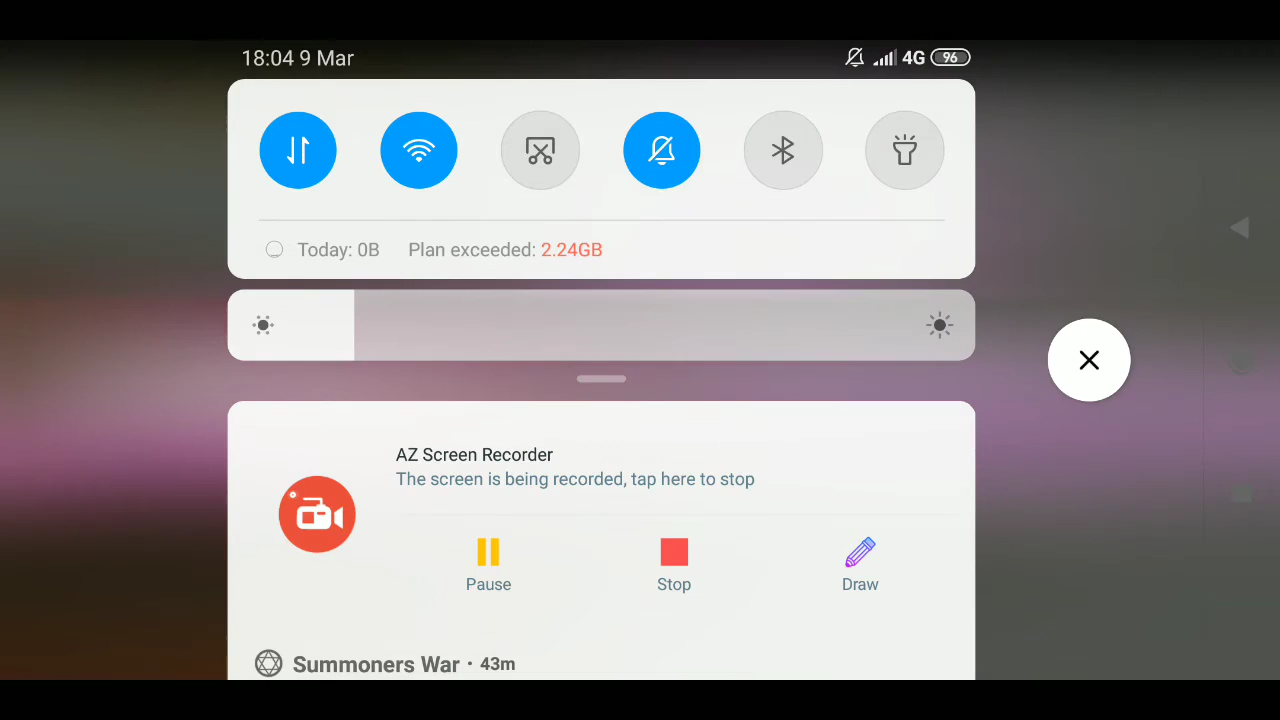 18:04 9 Mar
4G 96
Today: 0B Plan exceeded: 2.24GB
AZ Screen Recorder
The screen is being recorded, tap here to stop
Pause Stop Draw
Summoners War · 43m